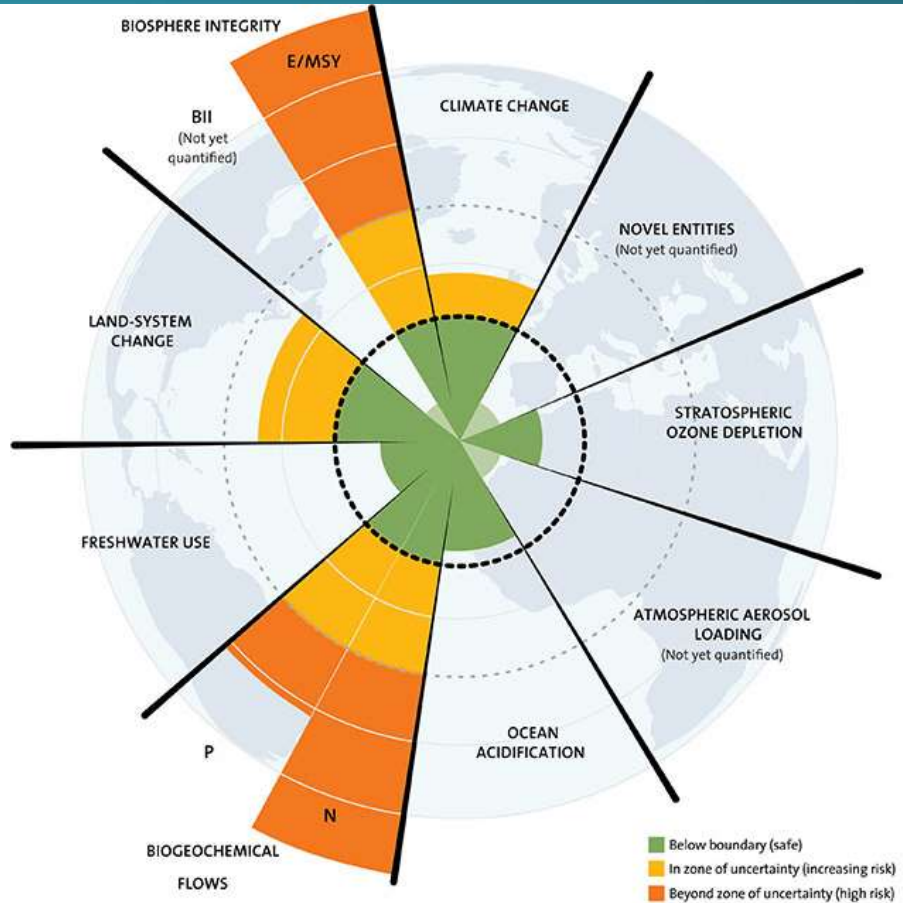 BIOSPHERE INTEGRITY
E/MSY
BII
(Not yet
quantified)
CLIMATE CHANGE
NOVEL ENTITIES
(Not yet quantified)
LAND-SYSTEM
CHANGE
STRATOSPHERIC
OZONE DEPLETION
FRESHWATER USE
ATMOSPHERIC AEROSOL
LOADING
(Not yet quantified)
OCEAN
ACIDIFICATION
P
N
BIOGEOCHEMICAL
FLOWS
Below boundary (safe)
In zone of uncertainty (increasing risk)
Beyond zone of uncertainty (high risk)